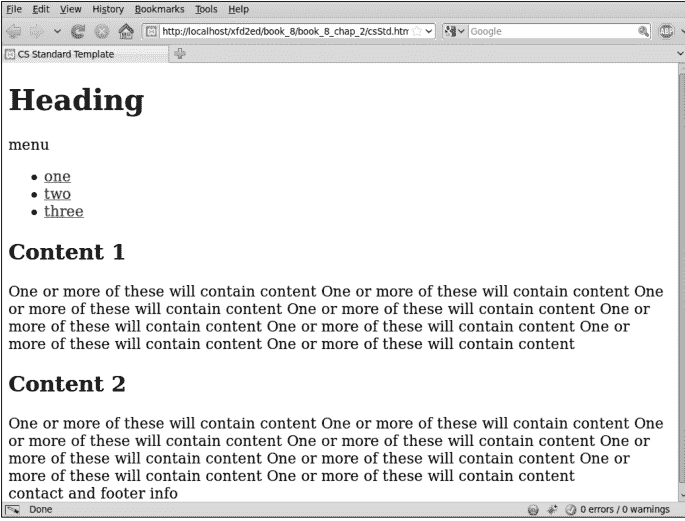 File Edit View History Bookmarks Tools Help
http://localhost/xfd2ed/book_8/book_8_chap_2/csStd.htm
Google
ABP
CS Standard Template
Heading
menu
one
two
three
Content 1
One or more of these will contain content One or more of these will contain content One
or more of these will contain content One or more of these will contain content One or
more of these will contain content One or more of these will contain content One or
more of these will contain content One or more of these will contain content
Content 2
One or more of these will contain content One or more of these will contain content One
or more of these will contain content One or more of these will contain content One or
more of these will contain content One or more of these will contain content One or
more of these will contain content One or more of these will contain content
contact and footer info
Done
0 errors / 0 warnings